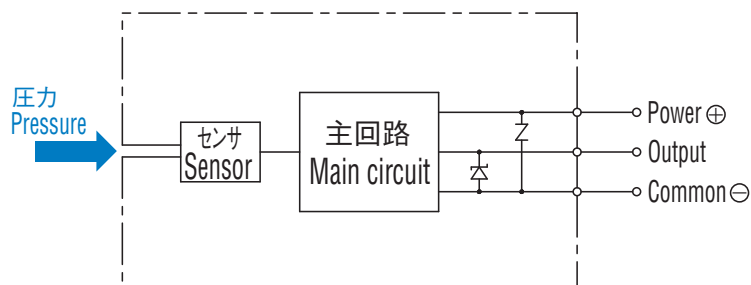 圧力
Pressure
センサ
Sensor
主回路
Main circuit
Power ⊕
Output
Common ⊖